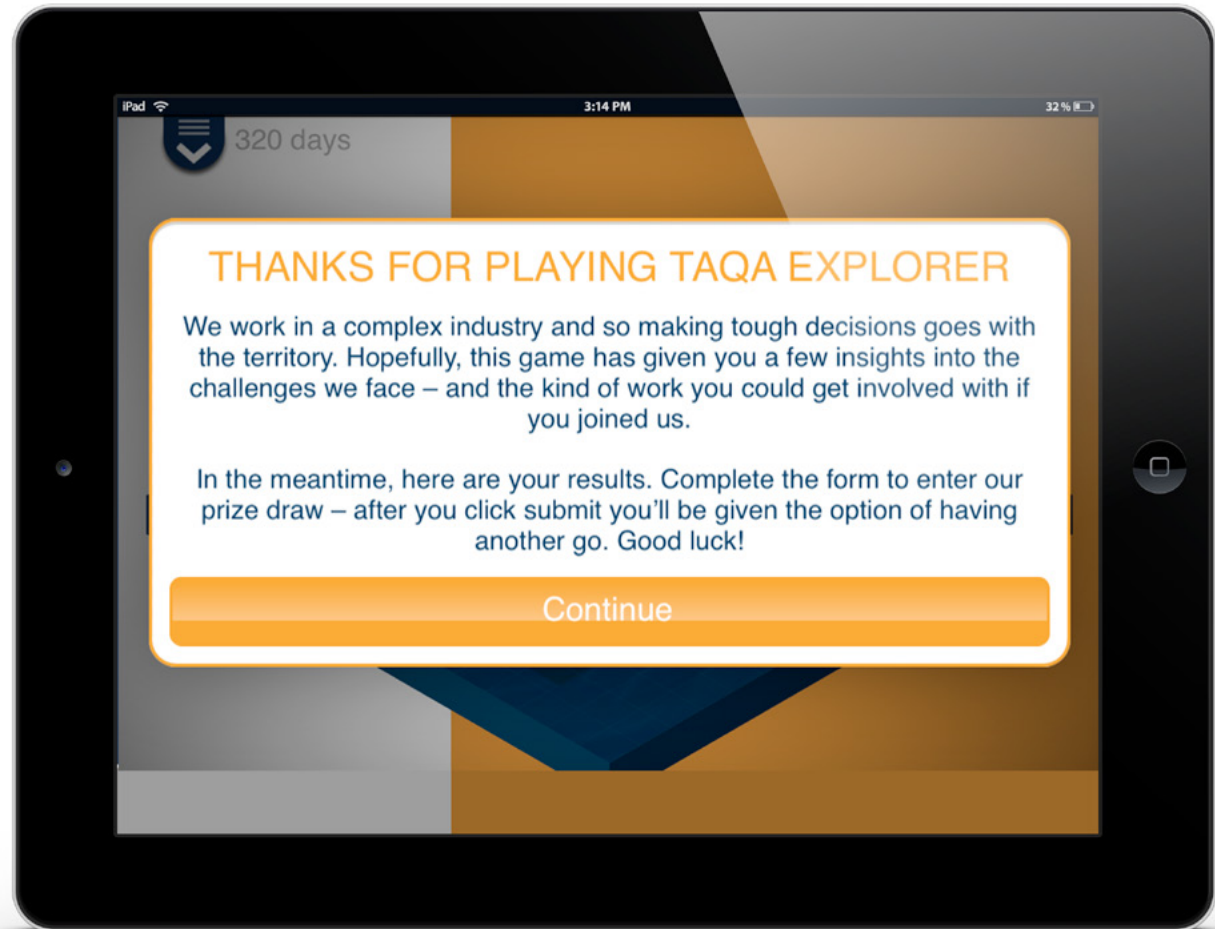 iPad 3:14 PM 32%
320 days
THANKS FOR PLAYING TAQA EXPLORER
We work in a complex industry and so making tough decisions goes with
the territory. Hopefully, this game has given you a few insights into the
challenges we face – and the kind of work you could get involved with if
you joined us.
In the meantime, here are your results. Complete the form to enter our
prize draw – after you click submit you’ll be given the option of having
another go. Good luck!
Continue